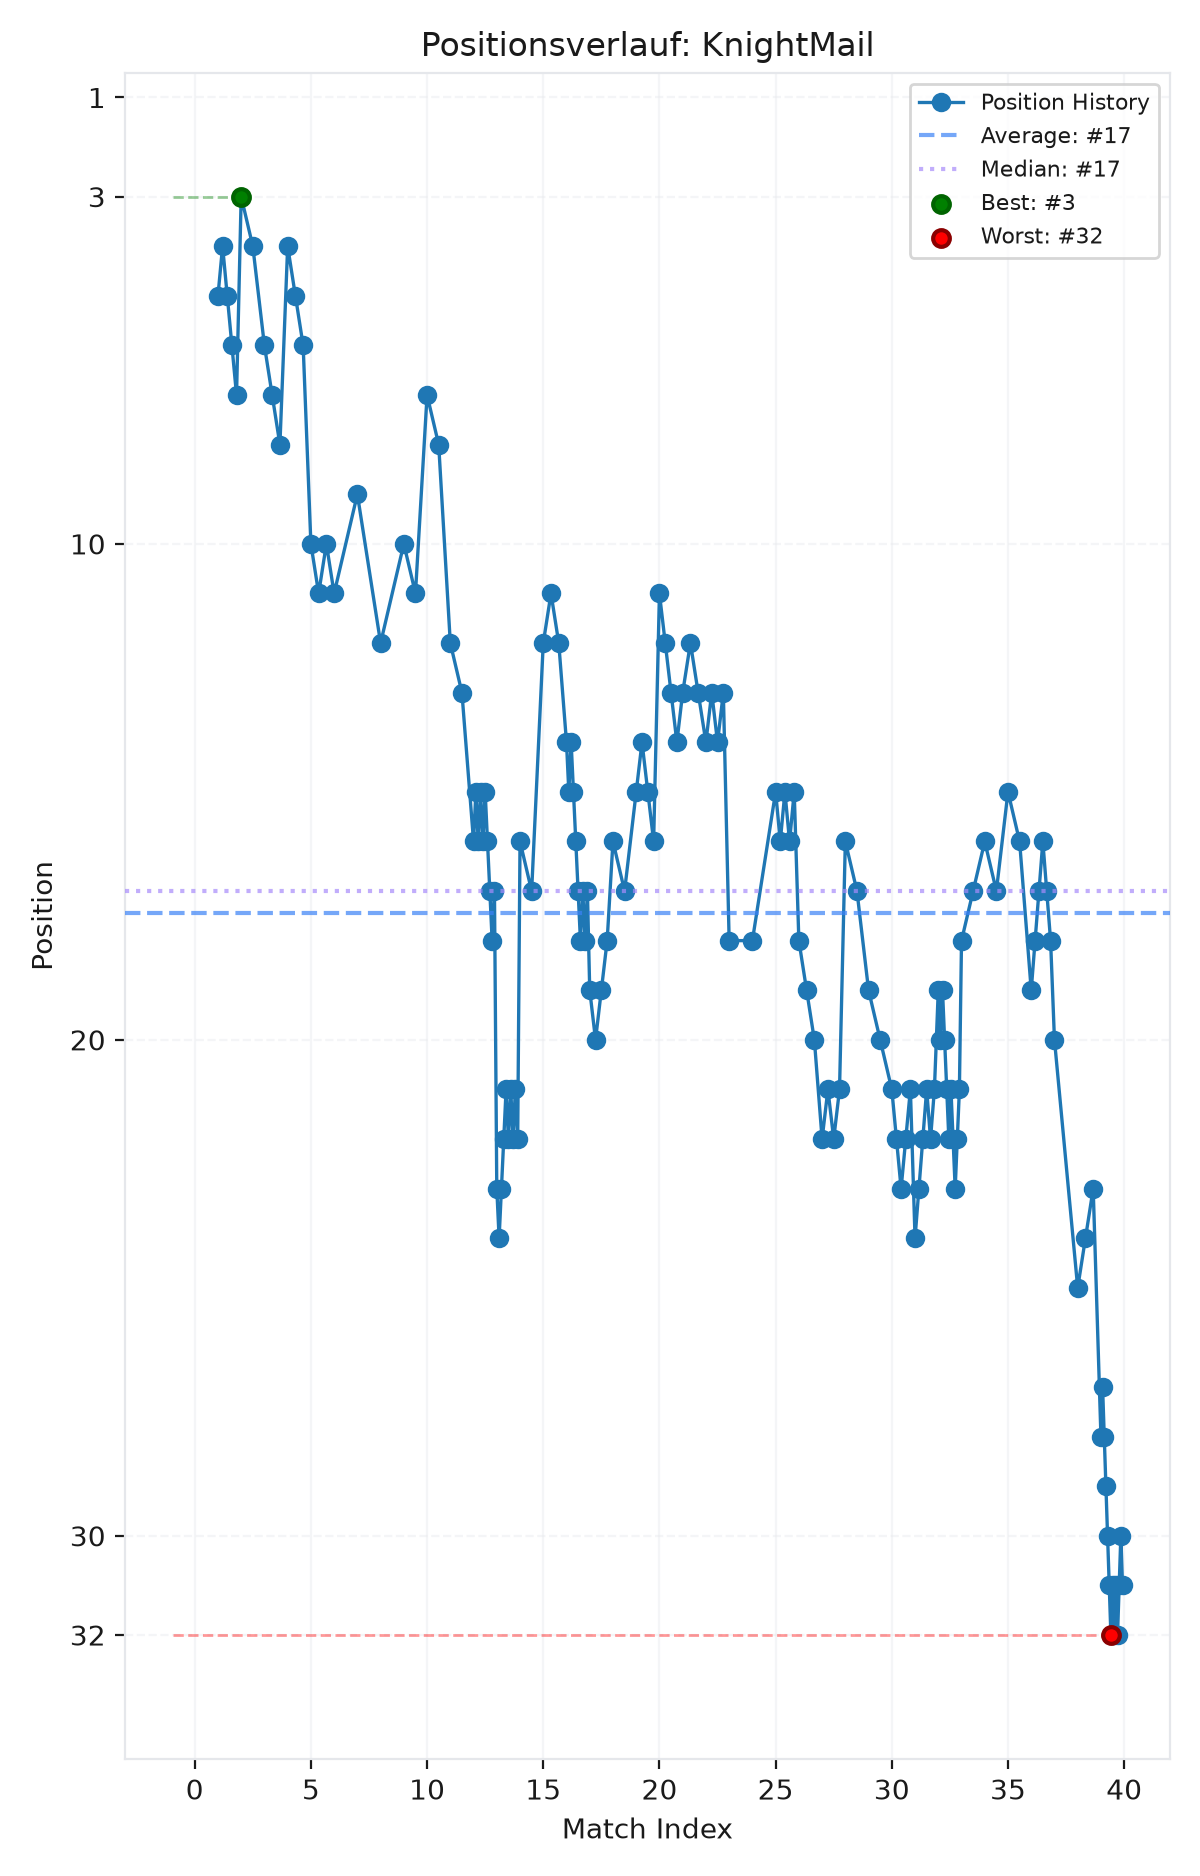 Positionsverlauf: KnightMail
Position History
Average: #17
Median: #17
Best: #3
Worst: #32
1
3
10
20
30
32
Position
0 5 10 15 20 25 30 35 40
Match Index